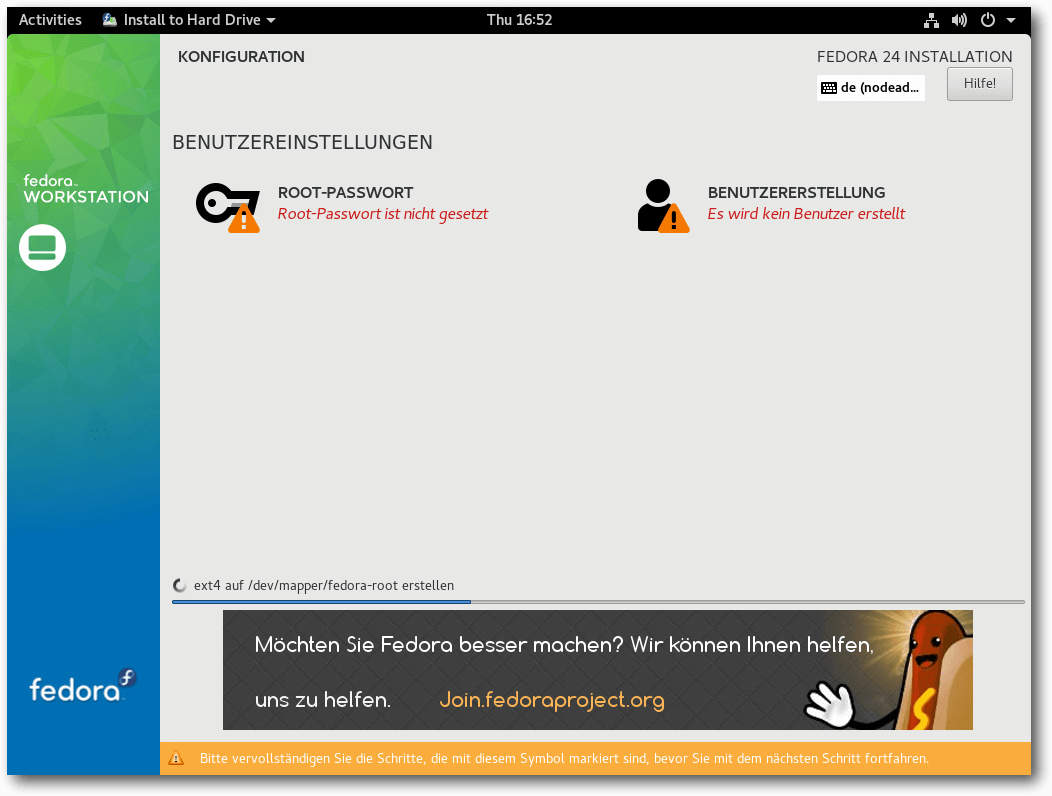 Activities Install to Hard Drive Thu 16:52
KONFIGURATION
FEDORA 24 INSTALLATION
de (nodead...
Hilfe!
BENUTZEREINSTELLUNGEN
fedora
WORKSTATION
ROOT-PASSWORT
Root-Passwort ist nicht gesetzt
BENUTZERERSTELLUNG
Es wird kein Benutzer erstellt
ext4 auf /dev/mapper/fedora-root erstellen
Möchten Sie Fedora besser machen? Wir können Ihnen helfen,
uns zu helfen. Join.fedoraproject.org
fedora
Bitte vervollständigen Sie die Schritte, die mit diesem Symbol markiert sind, bevor Sie mit dem nächsten Schritt fortfahren.